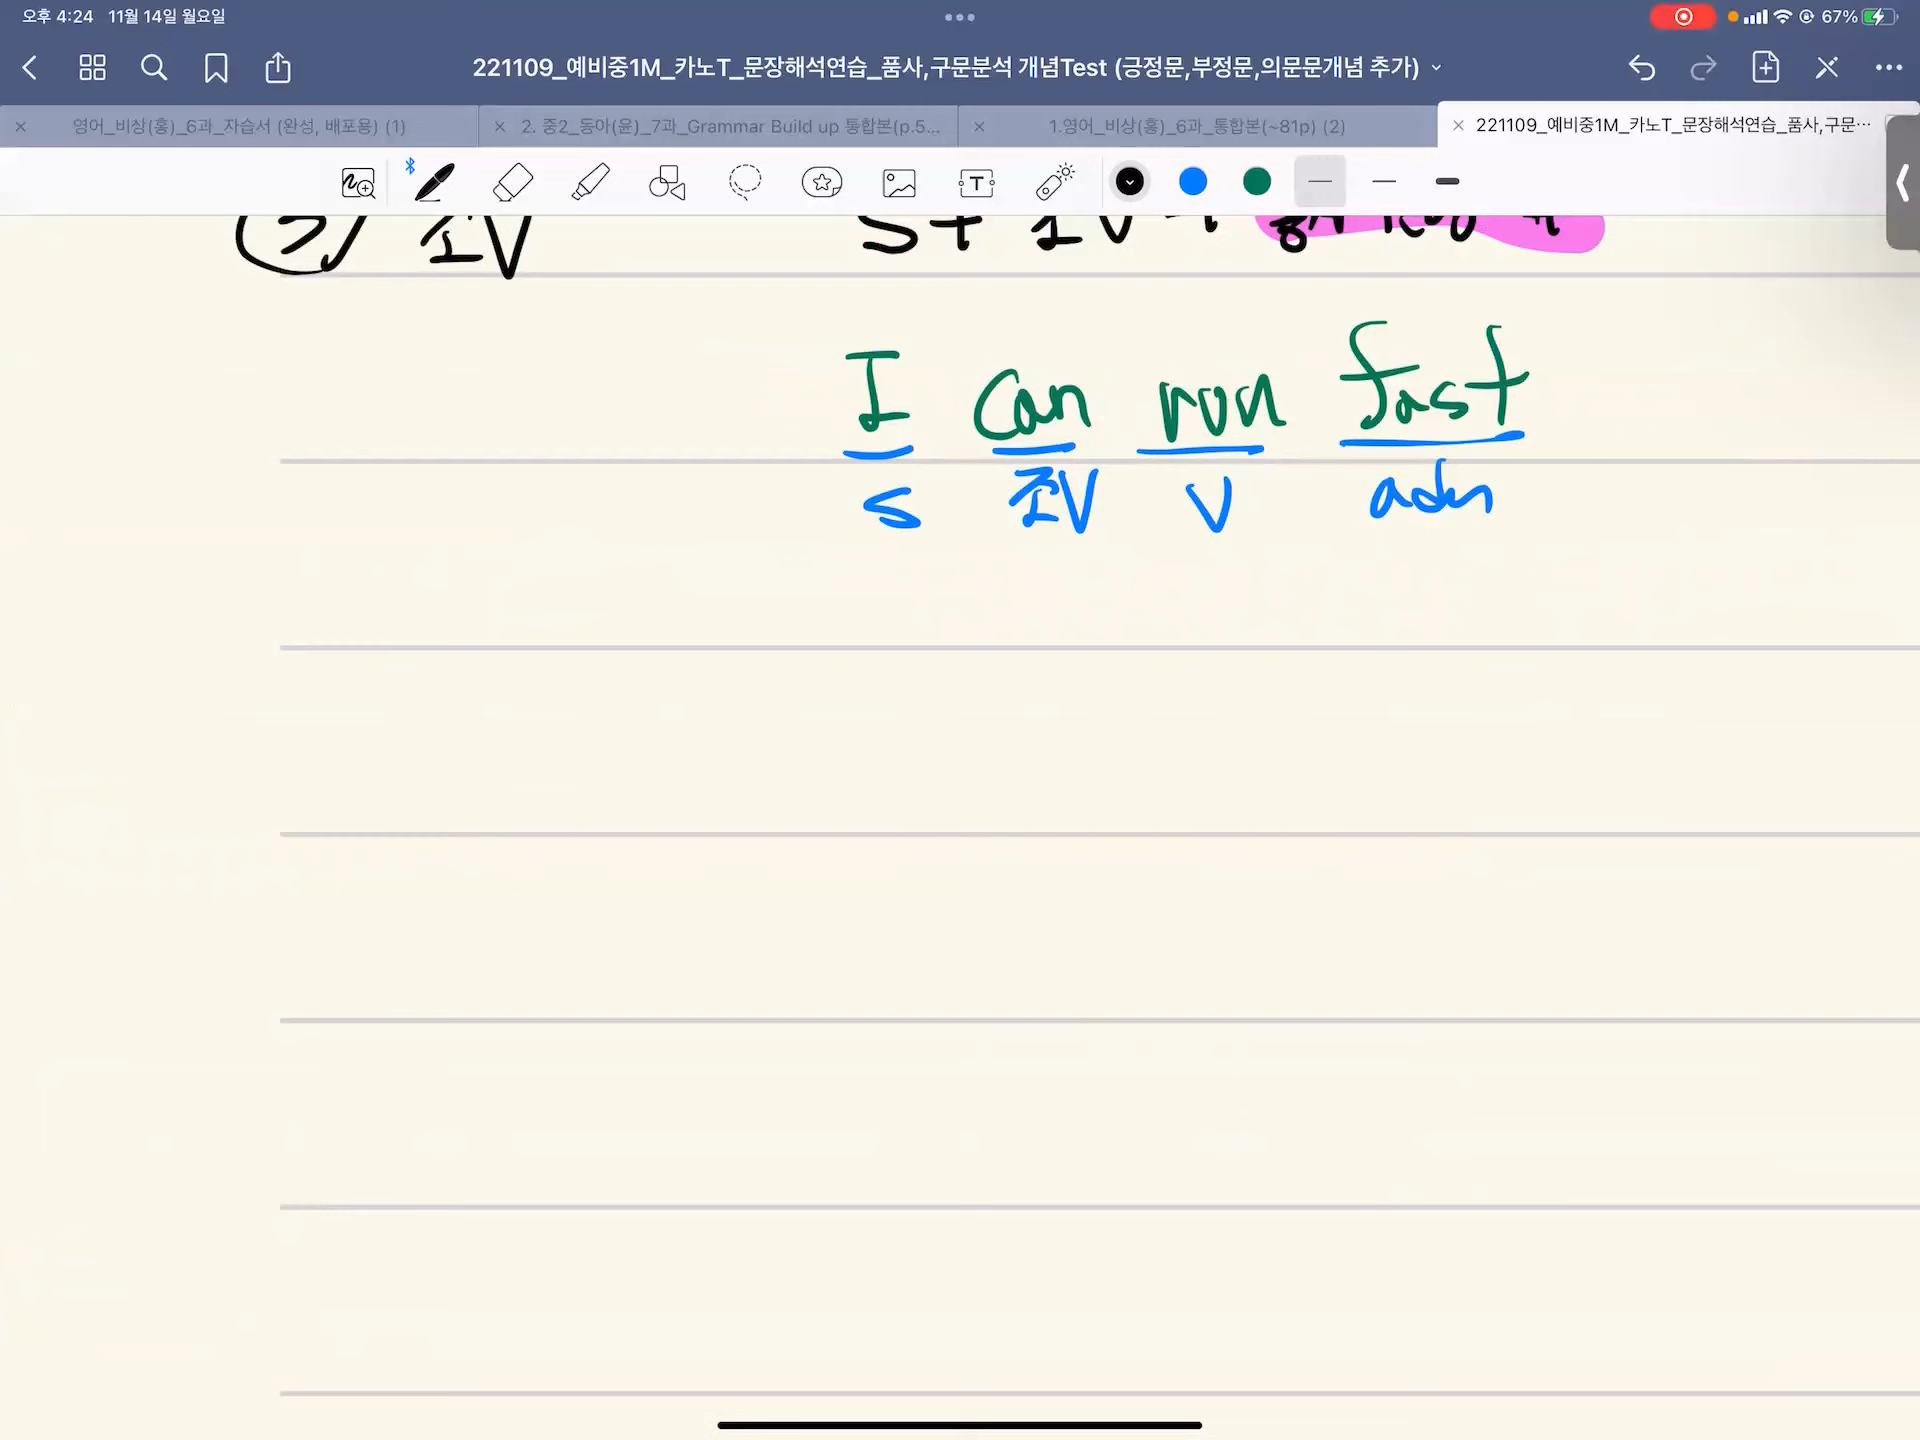 오후 4:24 11월 14일 월요일
67%
221109_예비중1M_카노T_문장해석연습_품사,구문분석 개념Test (긍정문,부정문,의문문개념 추가)
영어_비상(홍)_6과_자습서 (완성, 배포용) (1)
2. 중2_동아(윤)_7과_Grammar Build up 통합본(p.5...
1.영어_비상(홍)_6과_통합본(~81p) (2)
221109_예비중1M_카노T_문장해석연습_품사,구문…
T
3) 조V S + 조V +
I can run fast
S 조V V adv